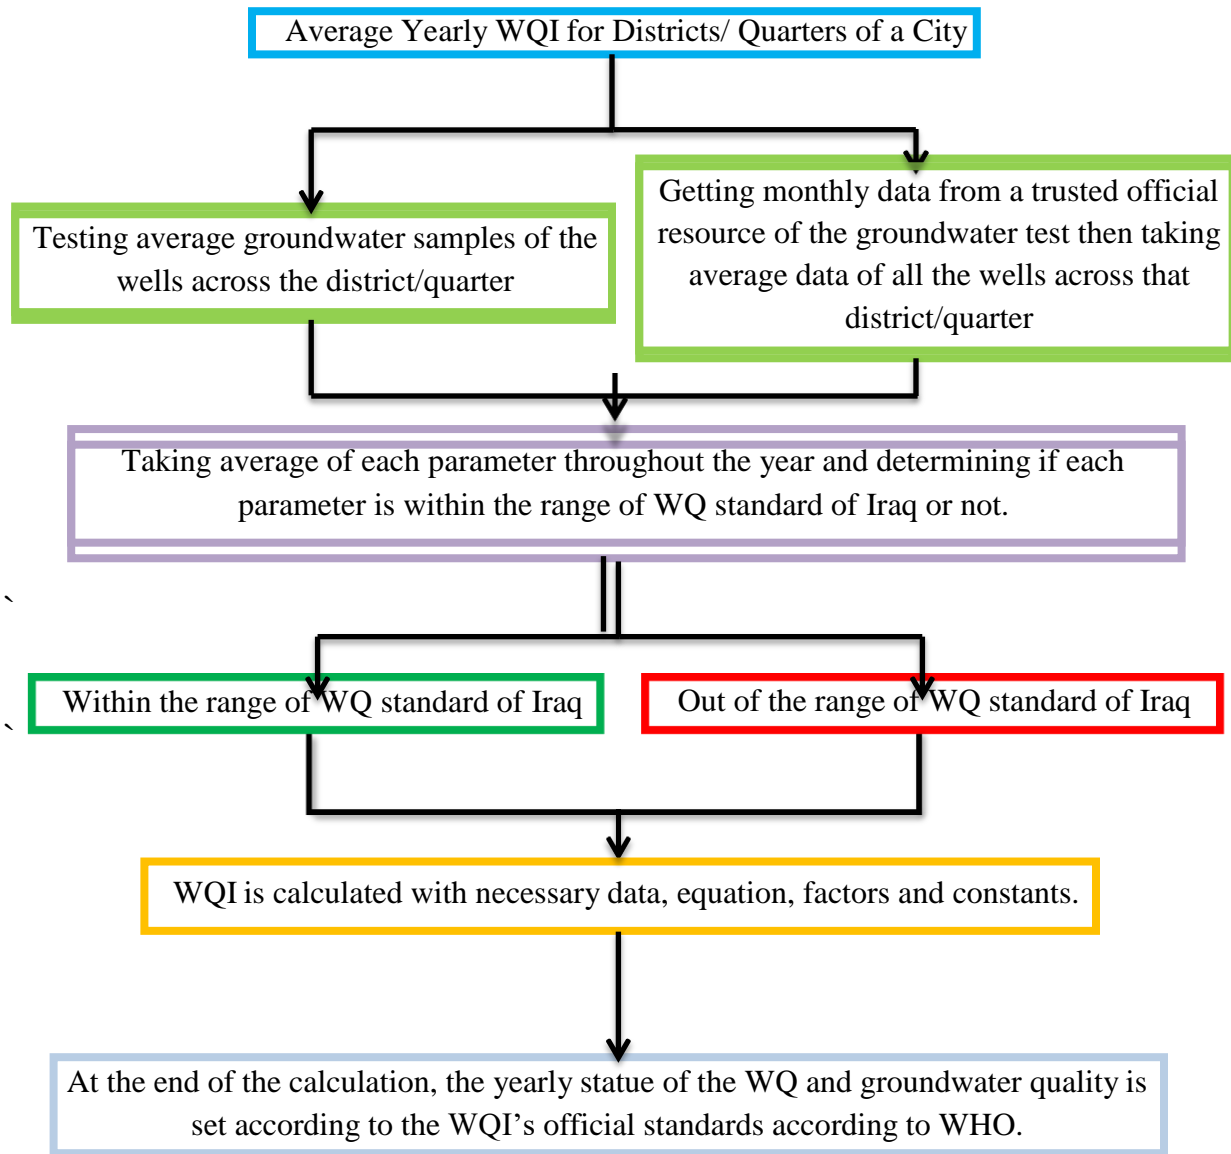 Average Yearly WQI for Districts/ Quarters of a City
Testing average groundwater samples of the
wells across the district/quarter
Getting monthly data from a trusted official
resource of the groundwater test then taking
average data of all the wells across that
district/quarter
Taking average of each parameter throughout the year and determining if each
parameter is within the range of WQ standard of Iraq or not.
`
Within the range of WQ standard of Iraq
Out of the range of WQ standard of Iraq
`
WQI is calculated with necessary data, equation, factors and constants.
At the end of the calculation, the yearly statue of the WQ and groundwater quality is
set according to the WQI’s official standards according to WHO.